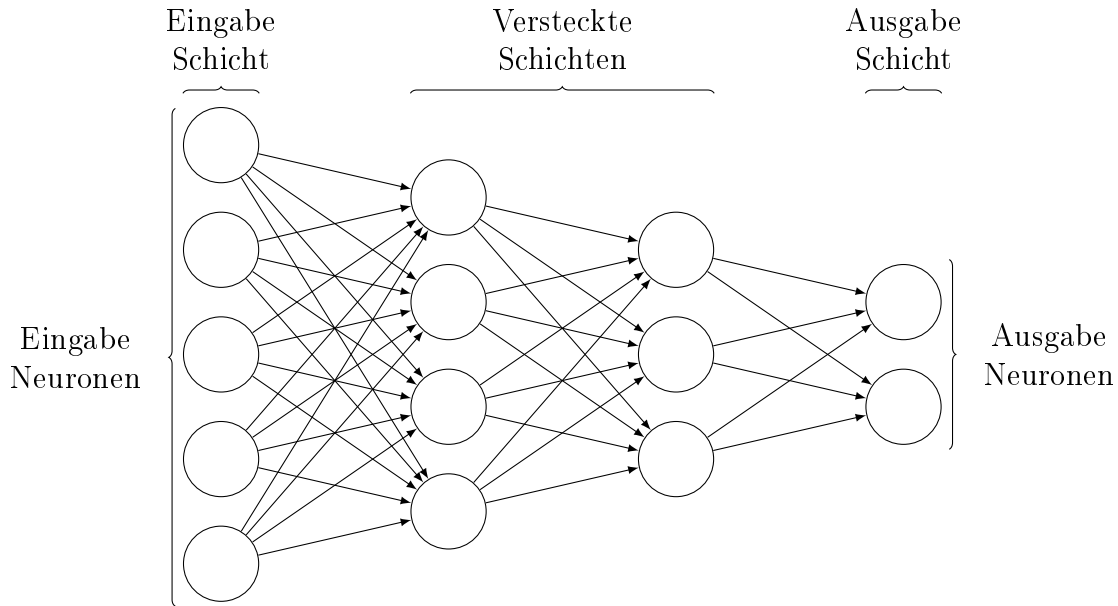 Eingabe
Schicht
Versteckte
Schichten
Ausgabe
Schicht
Eingabe
Neuronen
Ausgabe
Neuronen